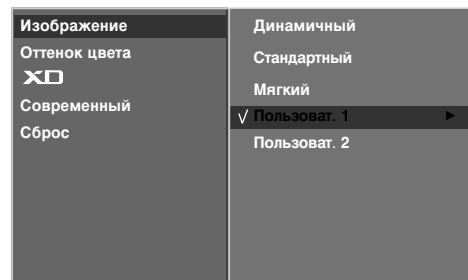 Изображение
Оттенок цвета
XD
Современный
Сброс
Динамичный
Стандартный
Мягкий
√ Пользоват. 1 ►
Пользоват. 2